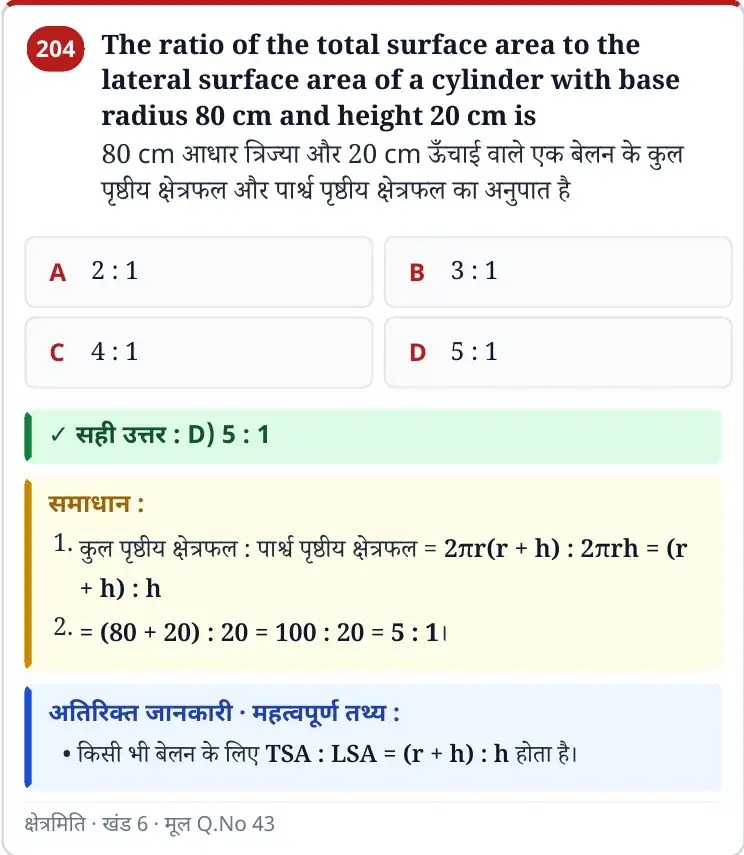 204 The ratio of the total surface area to the
lateral surface area of a cylinder with base
radius 80 cm and height 20 cm is
80 cm आधार त्रिज्या और 20 cm ऊँचाई वाले एक बेलन के कुल
पृष्ठीय क्षेत्रफल और पार्श्व पृष्ठीय क्षेत्रफल का अनुपात है
A 2 : 1
B 3 : 1
C 4 : 1
D 5 : 1
✓ सही उत्तर : D) 5 : 1
समाधान :
1. कुल पृष्ठीय क्षेत्रफल : पार्श्व पृष्ठीय क्षेत्रफल = 2πr(r + h) : 2πrh = (r
+ h) : h
2. = (80 + 20) : 20 = 100 : 20 = 5 : 1।
अतिरिक्त जानकारी · महत्वपूर्ण तथ्य :
• किसी भी बेलन के लिए TSA : LSA = (r + h) : h होता है।
क्षेत्रमिति · खंड 6 · मूल Q.No 43